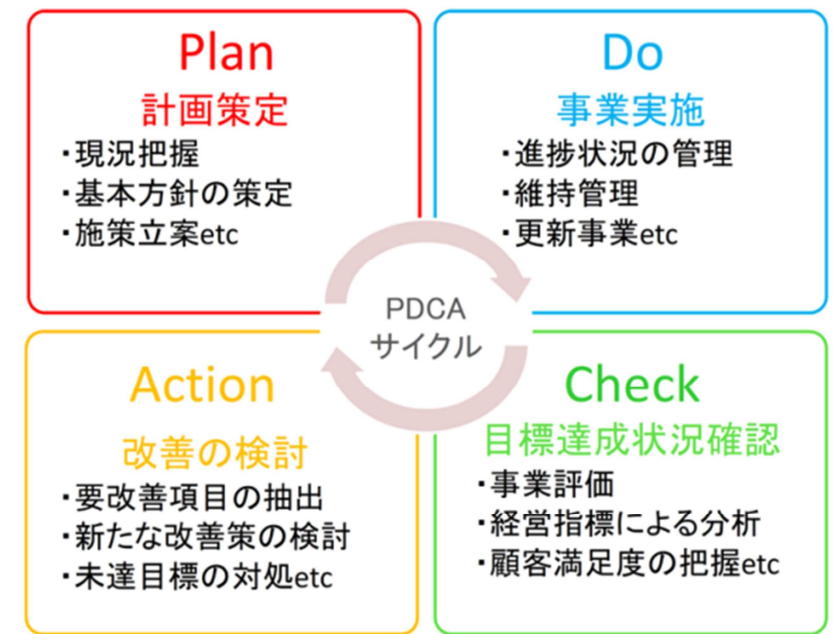 Plan
計画策定
・現況把握
・基本方針の策定
・施策立案etc
Do
事業実施
・進捗状況の管理
・維持管理
・更新事業etc
PDCA
サイクル
Action
改善の検討
・要改善項目の抽出
・新たな改善策の検討
・未達目標の対処etc
Check
目標達成状況確認
・事業評価
・経営指標による分析
・顧客満足度の把握etc